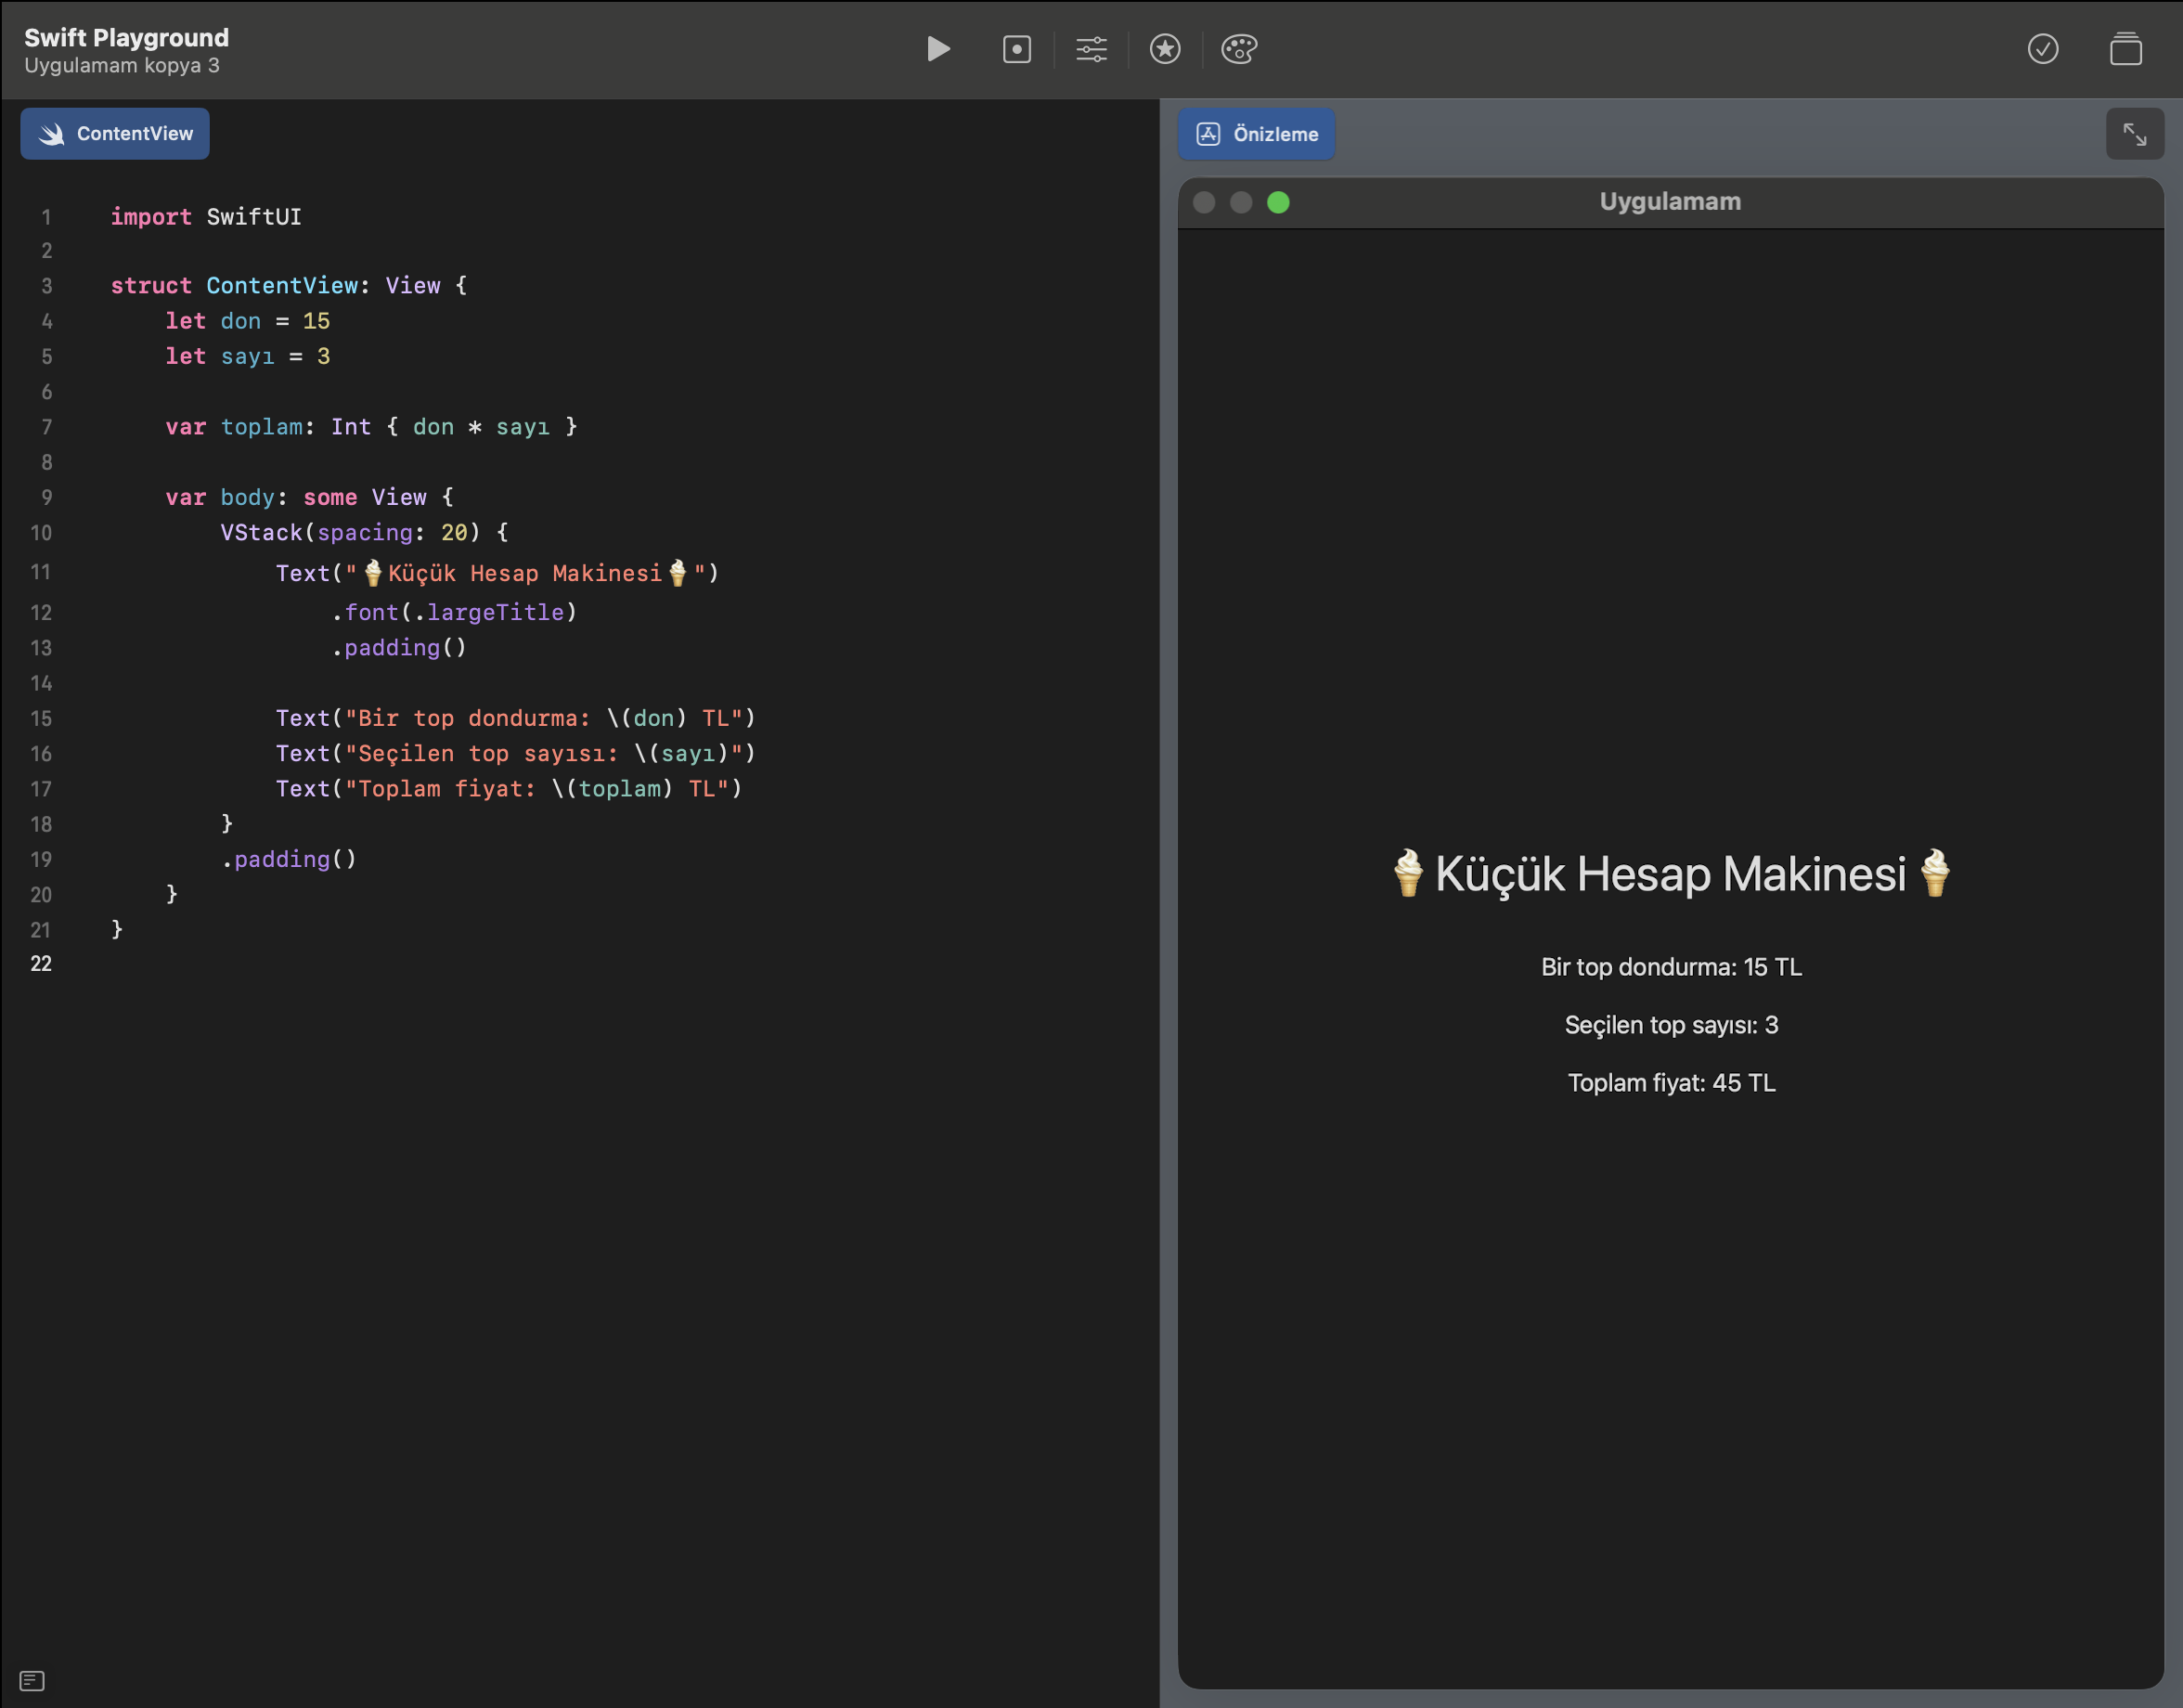 Swift Playground
Uygulamam kopya 3
ContentView
1 import SwiftUI
2
3 struct ContentView: View {
4     let don = 15
5     let sayı = 3
6
7     var toplam: Int { don * sayı }
8
9     var body: some View {
10         VStack(spacing: 20) {
11             Text("🍦Küçük Hesap Makinesi🍦")
12                 .font(.largeTitle)
13                 .padding()
14
15             Text("Bir top dondurma: \(don) TL")
16             Text("Seçilen top sayısı: \(sayı)")
17             Text("Toplam fiyat: \(toplam) TL")
18         }
19         .padding()
20     }
21 }
22
Önizleme
Uygulamam
🍦Küçük Hesap Makinesi🍦
Bir top dondurma: 15 TL
Seçilen top sayısı: 3
Toplam fiyat: 45 TL